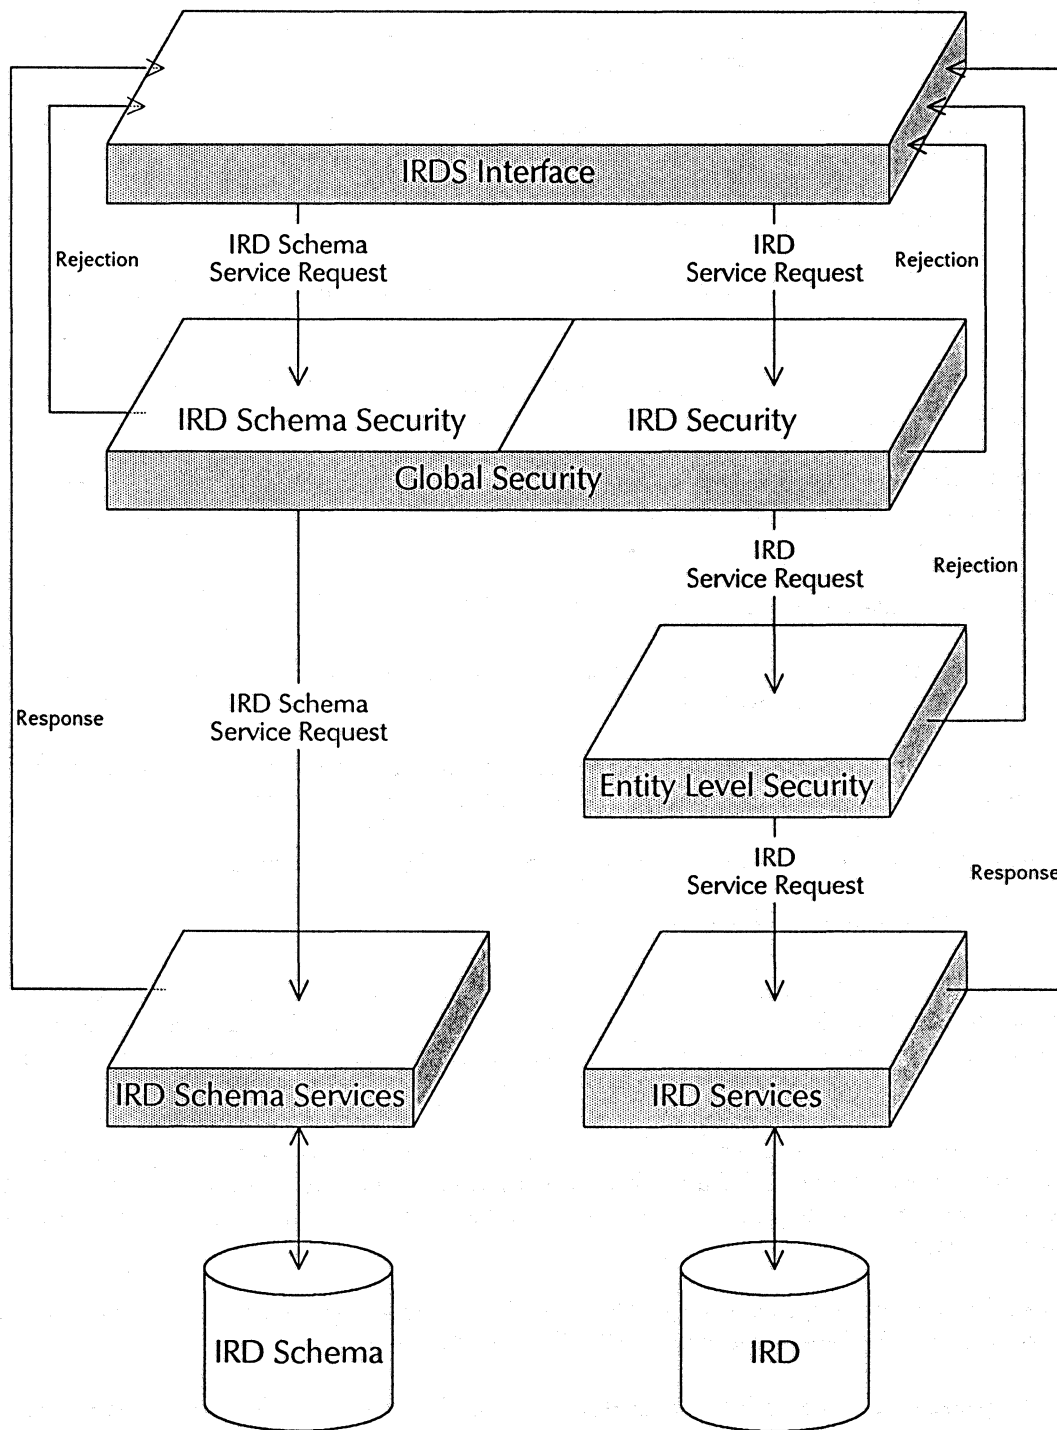 IRDS Interface
IRD Schema
Service Request
IRD
Service Request
Rejection
Rejection
IRD Schema Security
IRD Security
Global Security
IRD
Service Request
Rejection
IRD Schema
Service Request
Response
Entity Level Security
IRD
Service Request
Response
IRD Schema Services
IRD Services
IRD Schema
IRD